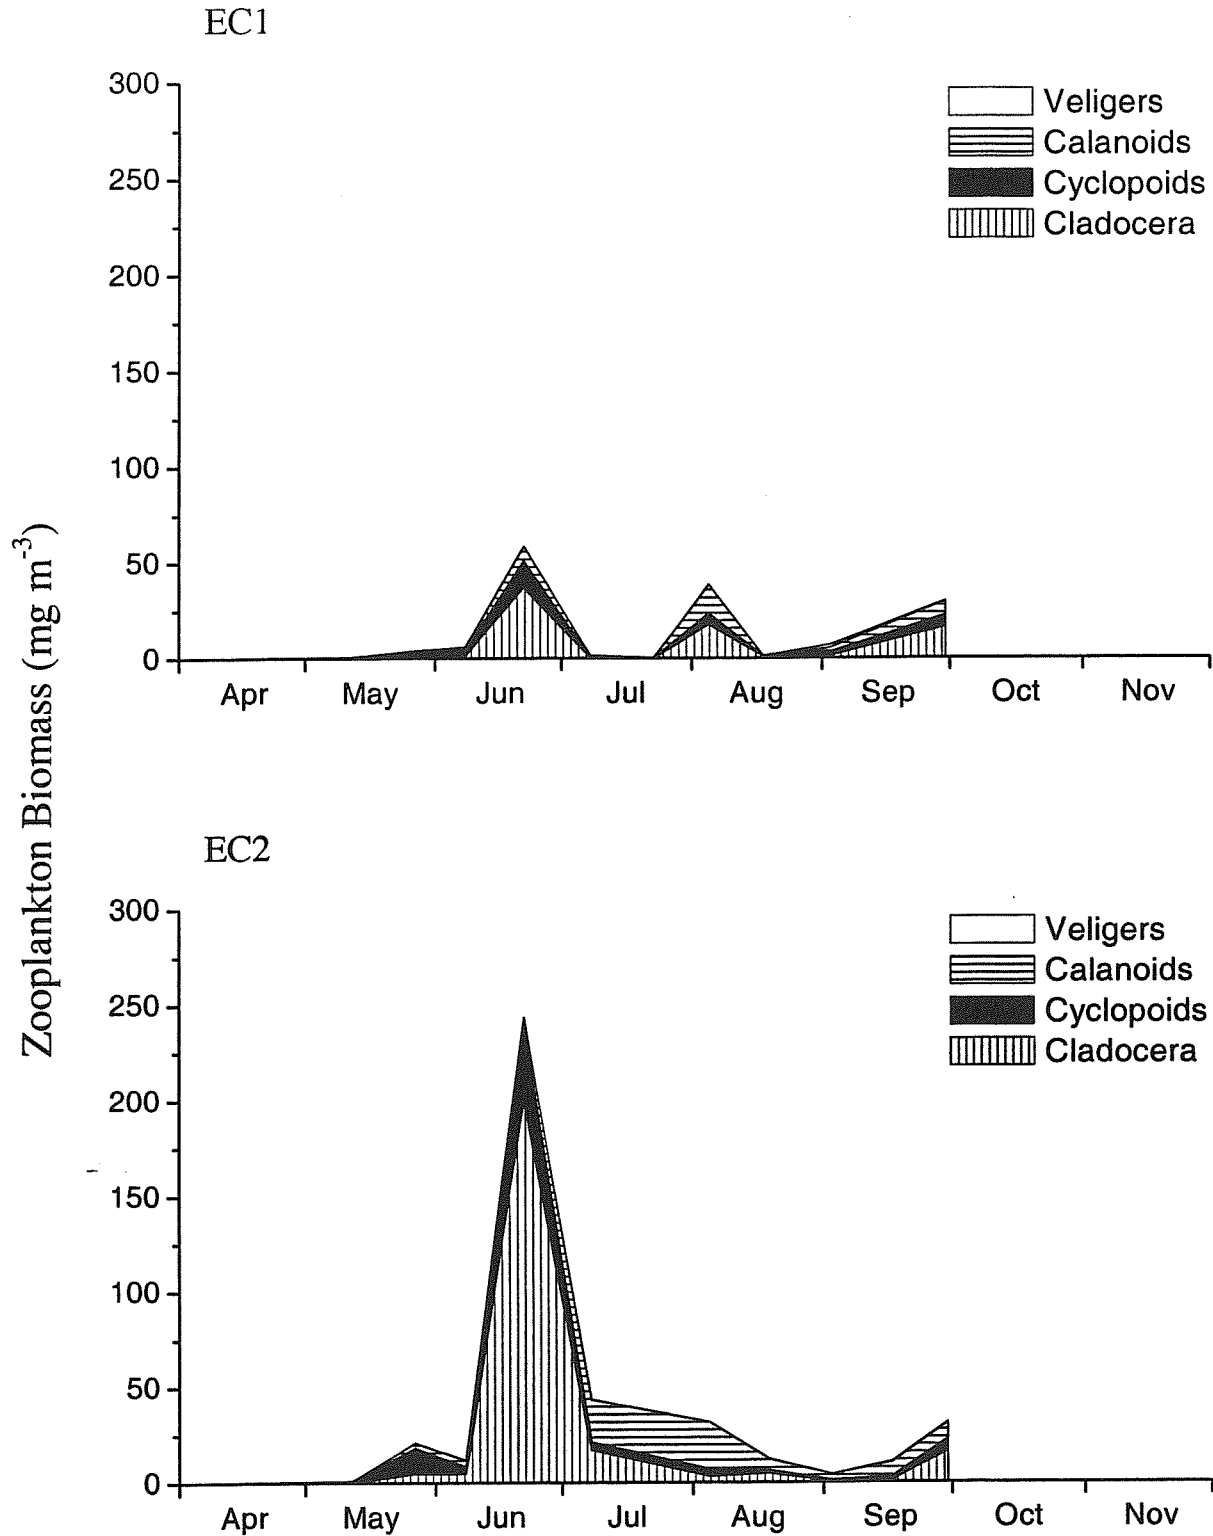 EC1
300
250
200
150
100
50
0
Veligers
Calanoids
Cyclopoids
Cladocera
Apr May Jun Jul Aug Sep Oct Nov
Zooplankton Biomass (mg m-3)
EC2
300
250
200
150
100
50
0
Veligers
Calanoids
Cyclopoids
Cladocera
Apr May Jun Jul Aug Sep Oct Nov